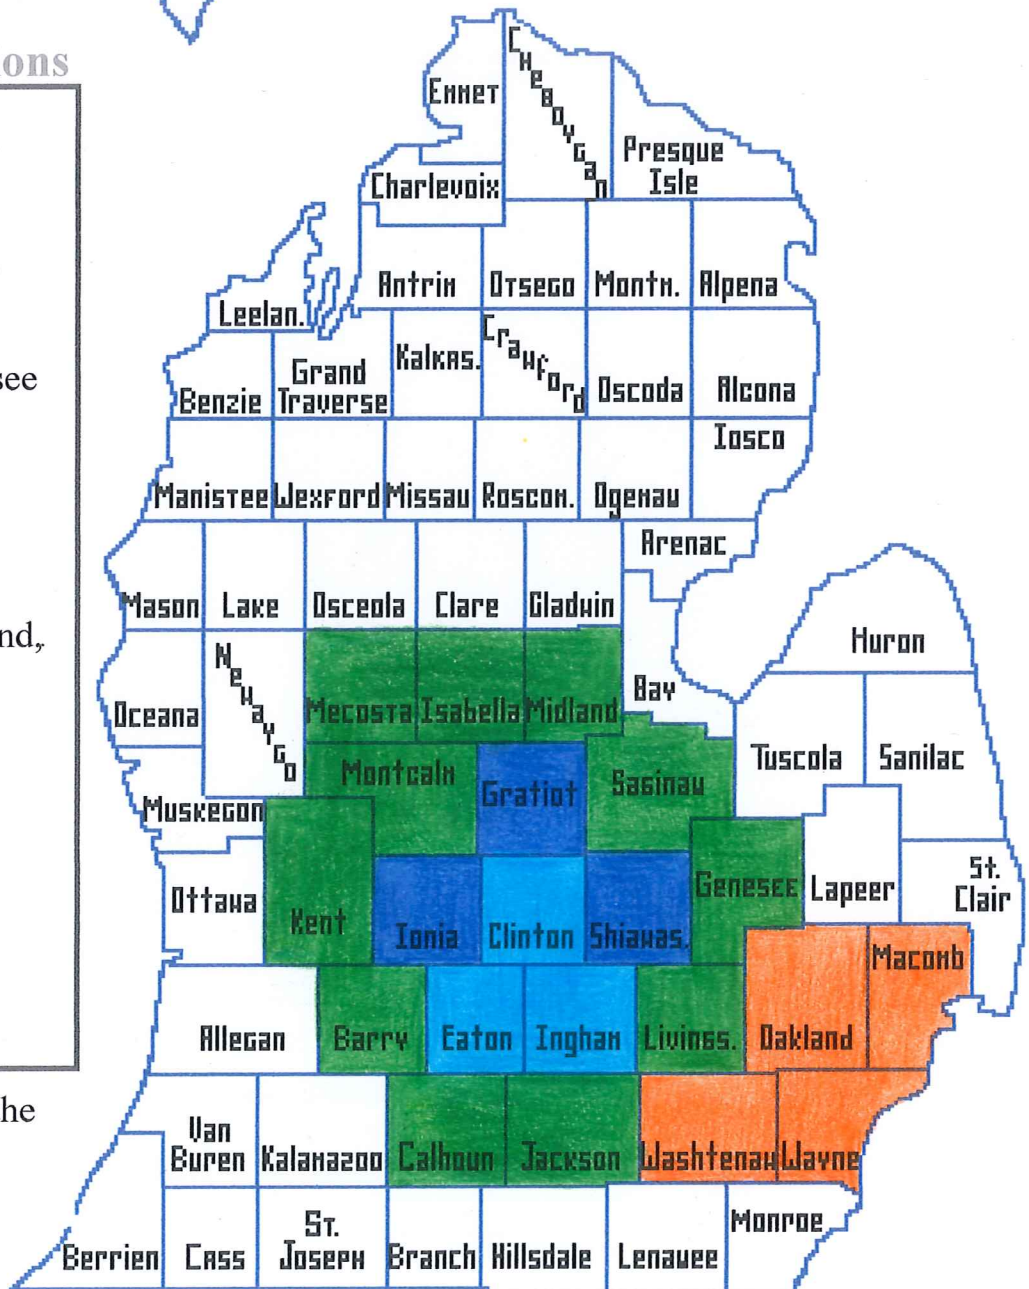 ons
Emmet
Cheboygan
Presque
Isle
Charlevoix
Antrim
Otsego
Montm.
Alpena
Leelan.
Kalkas.
Crawford
Grand
Traverse
Benzie
Oscoda
Alcona
see
Iosco
Manistee
Wexford
Missau
Roscom.
Ogemaw
Arenac
Mason
Lake
Osceola
Clare
Gladwin
nd,
Huron
Newaygo
Bay
Oceana
Mecosta
Isabella
Midland
Tuscola
Sanilac
Montcalm
Gratiot
Saginaw
Muskegon
Genesee
Lapeer
St.
Clair
Ottawa
Kent
Ionia
Clinton
Shiawas.
Macomb
Allegan
Barry
Eaton
Ingham
Livings.
Oakland
he
Van
Buren
Kalamazoo
Calhoun
Jackson
Washtenaw
Wayne
Monroe
Berrien
Cass
St.
Joseph
Branch
Hillsdale
Lenawee